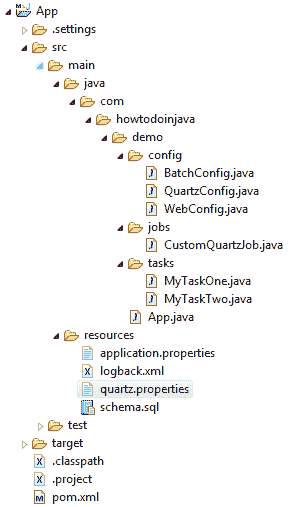 App
.settings
src
main
java
com
howtodoinjava
demo
config
BatchConfig.java
QuartzConfig.java
WebConfig.java
jobs
CustomQuartzJob.java
tasks
MyTaskOne.java
MyTaskTwo.java
App.java
resources
application.properties
logback.xml
quartz.properties
schema.sql
test
target
.classpath
.project
pom.xml